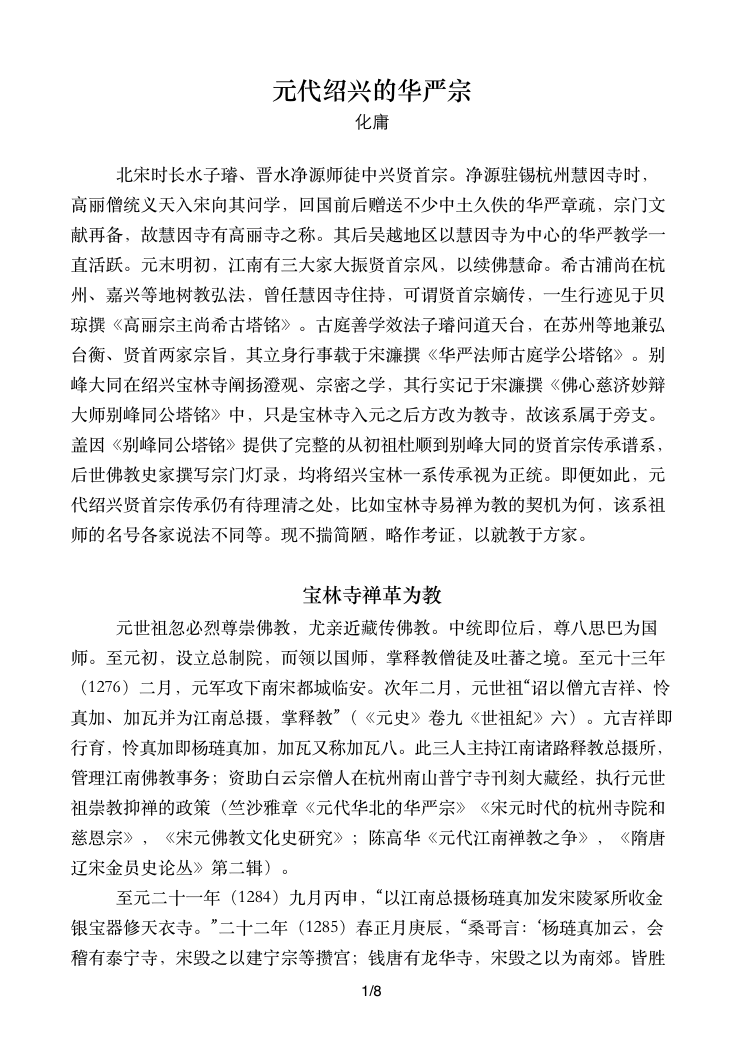 元代绍兴的华严宗
化庸
北宋时长水子璿、晋水净源师徒中兴贤首宗。净源驻锡杭州慧因寺时，
高丽僧统义天入宋向其问学，回国前后赠送不少中土久佚的华严章疏，宗门文
献再备，故慧因寺有高丽寺之称。其后吴越地区以慧因寺为中心的华严教学一
直活跃。元末明初，江南有三大家大振贤首宗风，以续佛慧命。希古浦尚在杭
州、嘉兴等地树教弘法，曾任慧因寺住持，可谓贤首宗嫡传，一生行迹见于贝
琼撰《高丽宗主尚希古塔铭》。古庭善学效法子璿问道天台，在苏州等地兼弘
台衡、贤首两家宗旨，其立身行事载于宋濂撰《华严法师古庭学公塔铭》。别
峰大同在绍兴宝林寺阐扬澄观、宗密之学，其行实记于宋濂撰《佛心慈济妙辩
大师别峰同公塔铭》中，只是宝林寺入元之后方改为教寺，故该系属于旁支。
盖因《别峰同公塔铭》提供了完整的从初祖杜顺到别峰大同的贤首宗传承谱系，
后世佛教史家撰写宗门灯录，均将绍兴宝林一系传承视为正统。即便如此，元
代绍兴贤首宗传承仍有待理清之处，比如宝林寺易禅为教的契机为何，该系祖
师的名号各家说法不同等。现不揣简陋，略作考证，以就教于方家。
宝林寺禅革为教
元世祖忽必烈尊崇佛教，尤亲近藏传佛教。中统即位后，尊八思巴为国
师。至元初，设立总制院，而领以国师，掌释教僧徒及吐蕃之境。至元十三年
（1276）二月，元军攻下南宋都城临安。次年二月，元世祖“诏以僧亢吉祥、怜
真加、加瓦并为江南总摄，掌释教”（《元史》卷九《世祖紀》六）。亢吉祥即
行育，怜真加即杨琏真加，加瓦又称加瓦八。此三人主持江南诸路释教总摄所，
管理江南佛教事务；资助白云宗僧人在杭州南山普宁寺刊刻大藏经，执行元世
祖崇教抑禅的政策（竺沙雅章《元代华北的华严宗》《宋元时代的杭州寺院和
慈恩宗》，《宋元佛教文化史研究》；陈高华《元代江南禅教之争》，《隋唐
辽宋金员史论丛》第二辑）。
至元二十一年（1284）九月丙申，“以江南总摄杨琏真加发宋陵冢所收金
银宝器修天衣寺。”二十二年（1285）春正月庚辰，“桑哥言：‘杨琏真加云，会
稽有泰宁寺，宋毁之以建宁宗等攒宫；钱唐有龙华寺，宋毁之以为南郊。皆胜
1/8